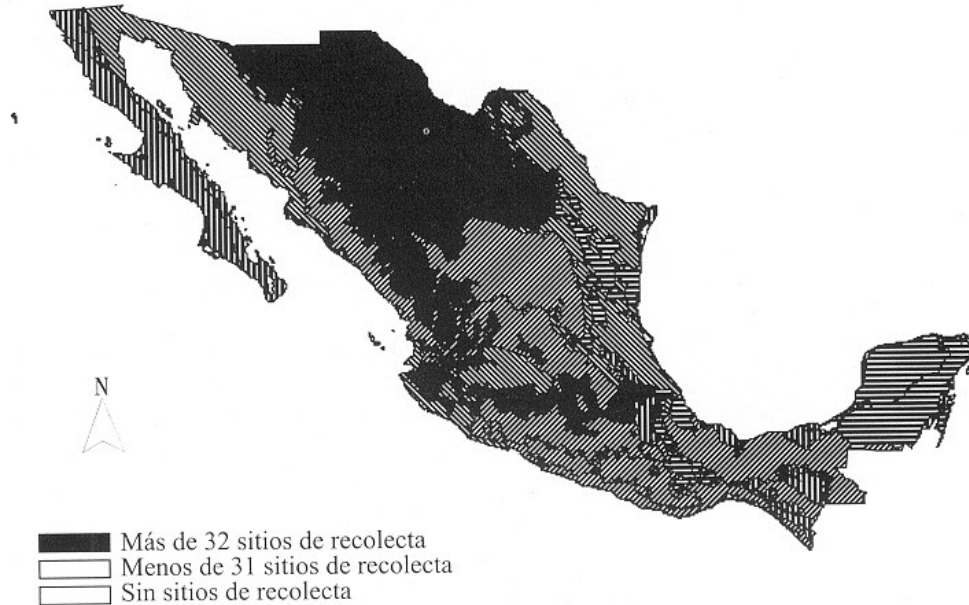 N
Más de 32 sitios de recolecta
Menos de 31 sitios de recolecta
Sin sitios de recolecta